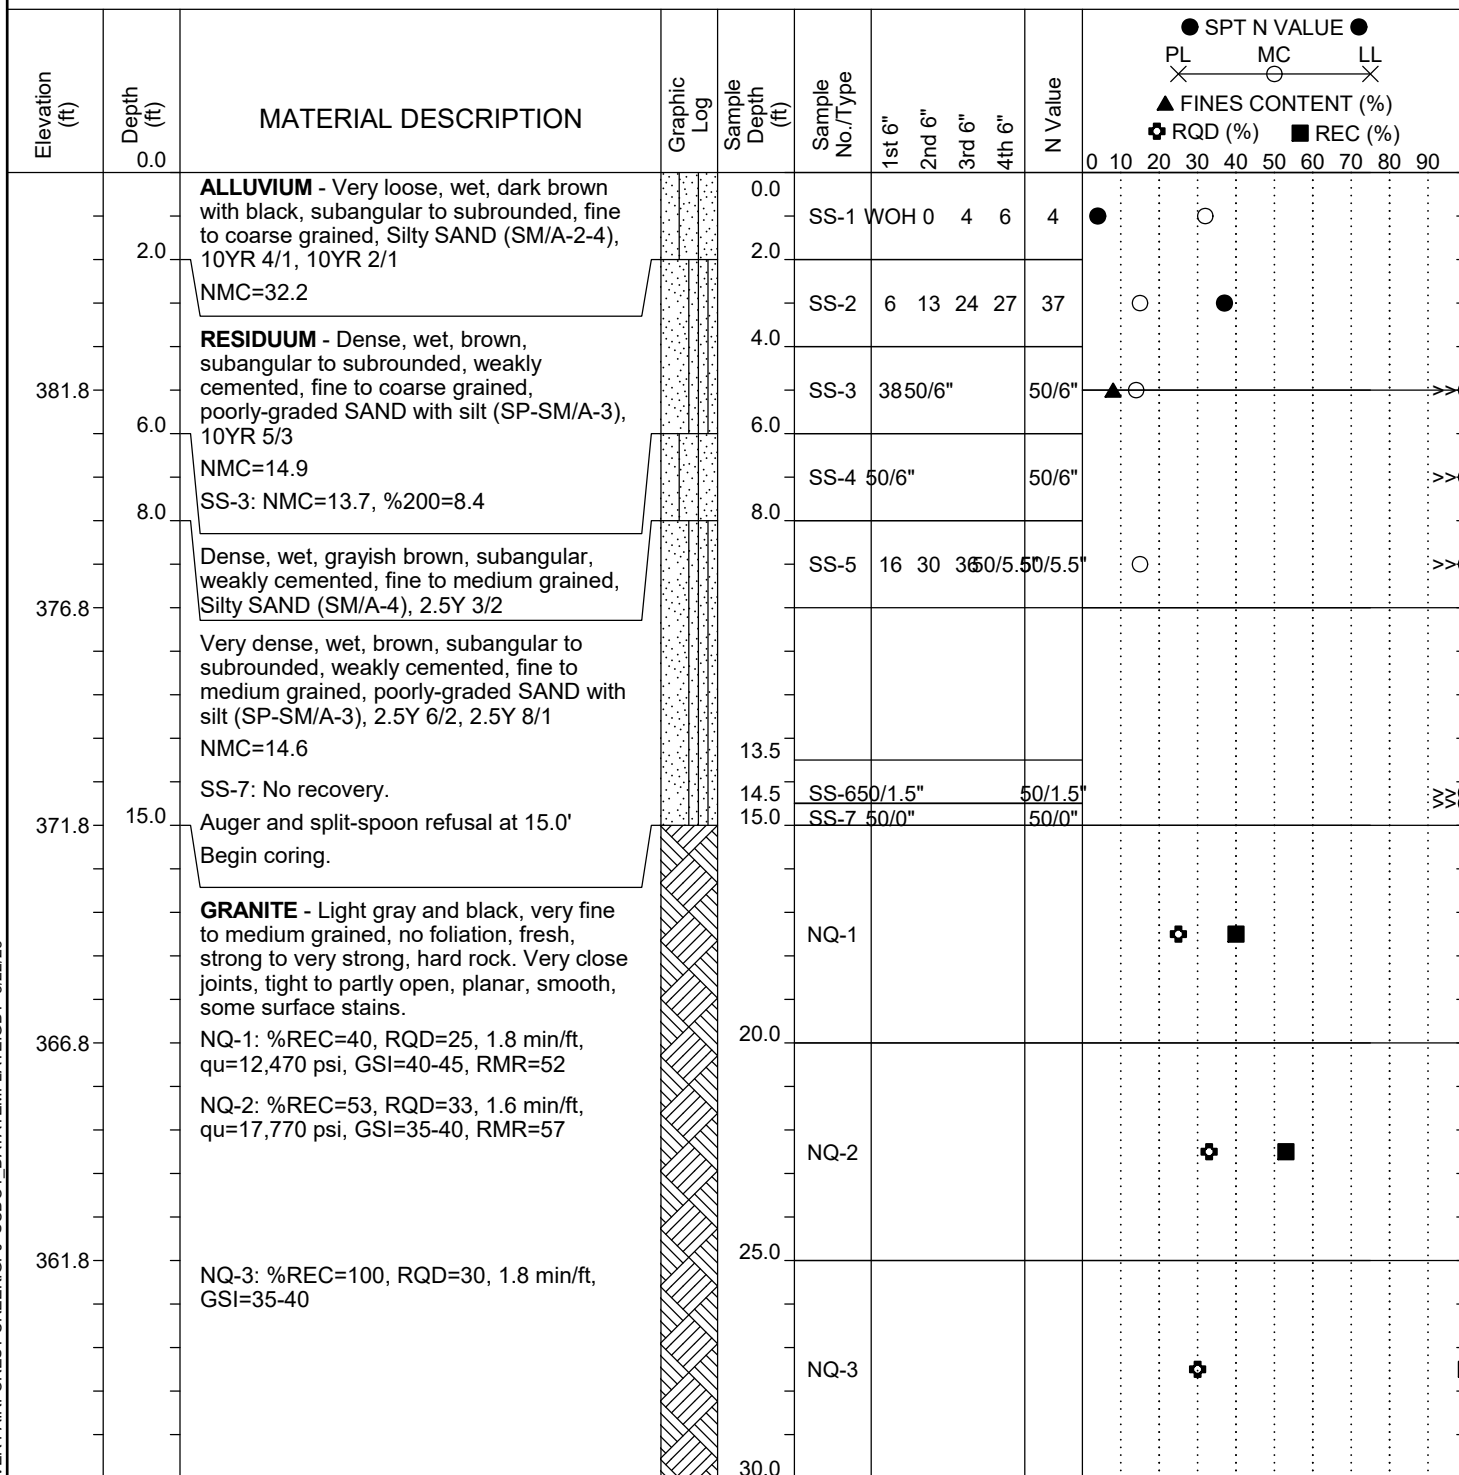 Elevation (ft)
Depth (ft)
0.0
MATERIAL DESCRIPTION
Graphic Log
Sample Depth (ft)
Sample No./Type
1st 6"
2nd 6"
3rd 6"
4th 6"
N Value
● SPT N VALUE ●
PL MC LL
▲ FINES CONTENT (%)
RQD (%) ■ REC (%)
0 10 20 30 40 50 60 70 80 90
ALLUVIUM - Very loose, wet, dark brown
with black, subangular to subrounded, fine
to coarse grained, Silty SAND (SM/A-2-4),
10YR 4/1, 10YR 2/1
NMC=32.2
2.0
0.0
SS-1 WOH 0 4 6 4
2.0
SS-2 6 13 24 27 37
4.0
RESIDUUM - Dense, wet, brown,
subangular to subrounded, weakly
cemented, fine to coarse grained,
poorly-graded SAND with silt (SP-SM/A-3),
10YR 5/3
NMC=14.9
SS-3: NMC=13.7, %200=8.4
381.8
6.0
SS-3 38 50/6" 50/6" >>
6.0
SS-4 50/6" 50/6" >>
8.0
8.0
Dense, wet, grayish brown, subangular,
weakly cemented, fine to medium grained,
Silty SAND (SM/A-4), 2.5Y 3/2
SS-5 16 30 36 50/5.5" 50/5.5" >>
376.8
Very dense, wet, brown, subangular to
subrounded, weakly cemented, fine to
medium grained, poorly-graded SAND with
silt (SP-SM/A-3), 2.5Y 6/2, 2.5Y 8/1
NMC=14.6
13.5
SS-7: No recovery.
14.5
SS-6 50/1.5" 50/1.5" >>
371.8
15.0
Auger and split-spoon refusal at 15.0'
15.0
SS-7 50/0" 50/0" >>
Begin coring.
GRANITE - Light gray and black, very fine
to medium grained, no foliation, fresh,
strong to very strong, hard rock. Very close
joints, tight to partly open, planar, smooth,
some surface stains.
NQ-1
366.8
NQ-1: %REC=40, RQD=25, 1.8 min/ft,
qu=12,470 psi, GSI=40-45, RMR=52
20.0
NQ-2: %REC=53, RQD=33, 1.6 min/ft,
qu=17,770 psi, GSI=35-40, RMR=57
NQ-2
361.8
25.0
NQ-3: %REC=100, RQD=30, 1.8 min/ft,
GSI=35-40
NQ-3
30.0